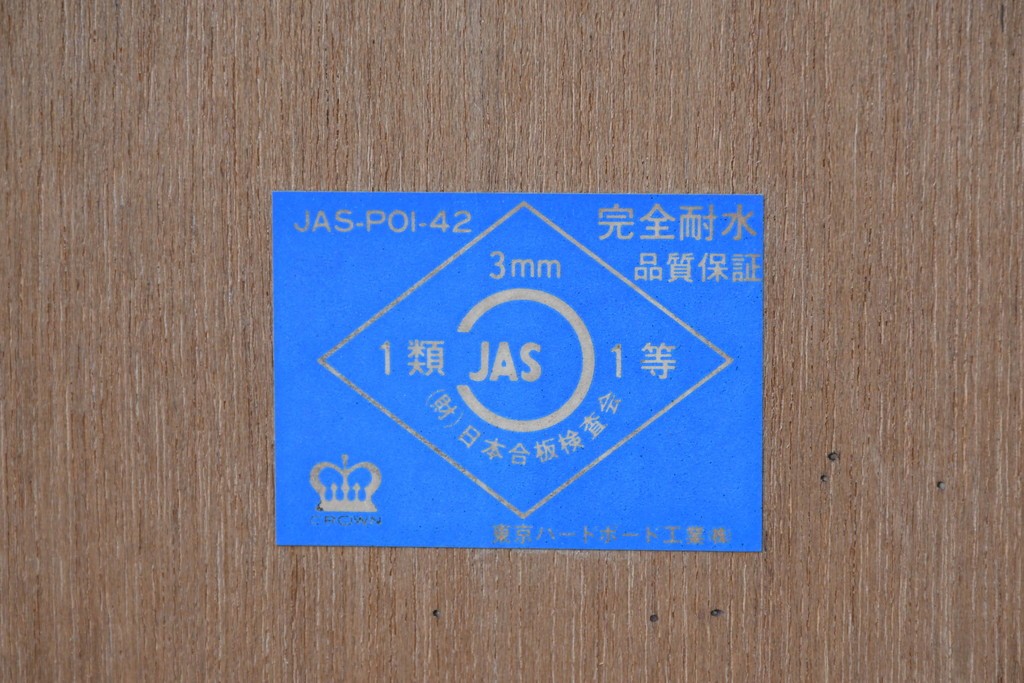 JAS-POI-42
完全耐水
3mm
品質保証
1類 JAS 1等
(財)日本合板検査会
CROWN
東京ハードボード工業(株)